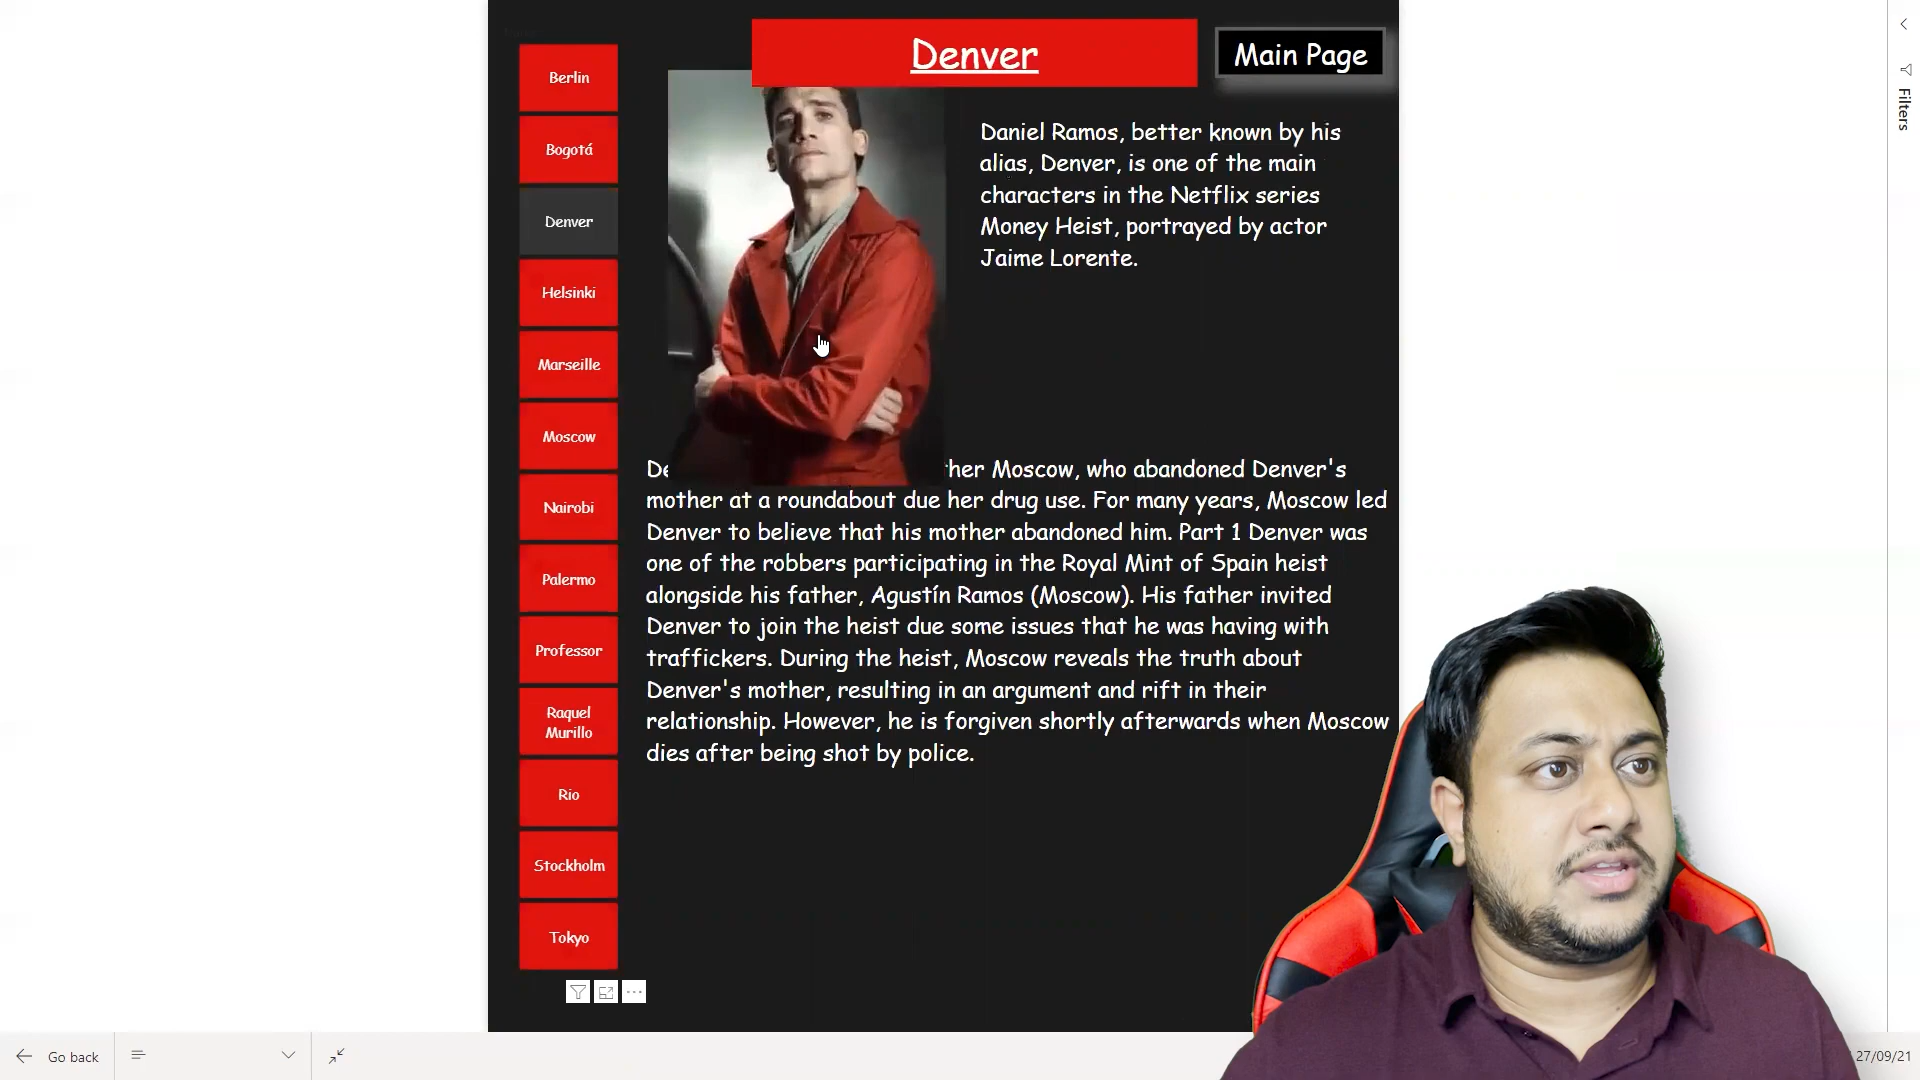 Denver
Main Page
Berlin
Bogotá
Denver
Helsinki
Marseille
Moscow
Nairobi
Palermo
Professor
Raquel
Murillo
Rio
Stockholm
Tokyo
Daniel Ramos, better known by his
alias, Denver, is one of the main
characters in the Netflix series
Money Heist, portrayed by actor
Jaime Lorente.
Moscow, who abandoned Denver's
mother at a roundabout due her drug use. For many years, Moscow led
Denver to believe that his mother abandoned him. Part 1 Denver was
one of the robbers participating in the Royal Mint of Spain heist
alongside his father, Agustín Ramos (Moscow). His father invited
Denver to join the heist due some issues that he was having with
traffickers. During the heist, Moscow reveals the truth about
Denver's mother, resulting in an argument and rift in their
relationship. However, he is forgiven shortly afterwards when Moscow
dies after being shot by police.
Filters
Go back
27/09/21